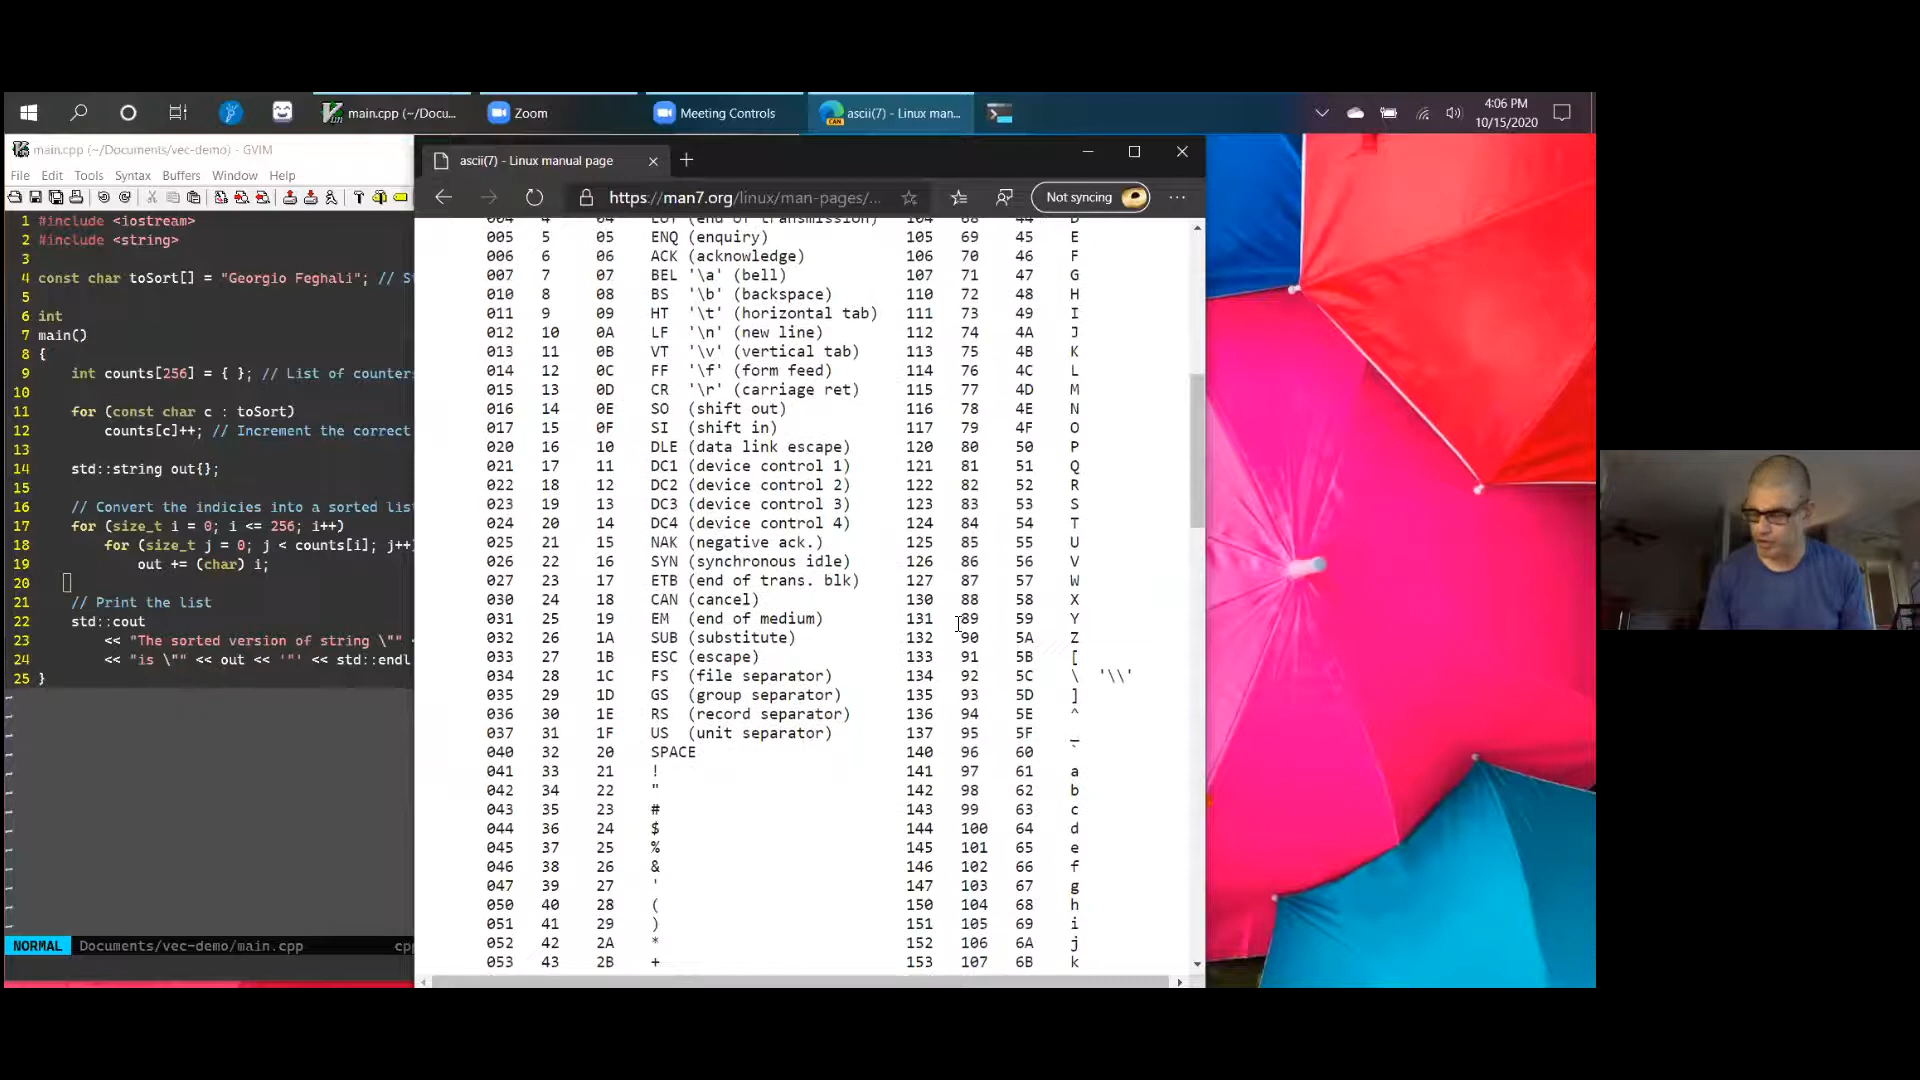 main.cpp (~/Docu...
Zoom
Meeting Controls
ascii(7) - Linux man...
4:06 PM
10/15/2020
main.cpp (~/Documents/vec-demo) - GVIM
File Edit Tools Syntax Buffers Window Help
1 #include <iostream>
2 #include <string>
3
4 const char toSort[] = "Georgio Feghali"; // S
5
6 int
7 main()
8 {
9 int counts[256] = { }; // List of counter
10
11 for (const char c : toSort)
12 counts[c]++; // Increment the correct
13
14 std::string out{};
15
16 // Convert the indicies into a sorted lis
17 for (size_t i = 0; i <= 256; i++)
18 for (size_t j = 0; j < counts[i]; j++)
19 out += (char) i;
20
21 // Print the list
22 std::cout
23 << "The sorted version of string \""
24 << "is \"" << out << '"' << std::endl
25 }
NORMAL Documents/vec-demo/main.cpp cp
ascii(7) - Linux manual page
https://man7.org/linux/man-pages/...
Not syncing
004 4 04 EOT (end of transmission) 104 68 44 D
005 5 05 ENQ (enquiry) 105 69 45 E
006 6 06 ACK (acknowledge) 106 70 46 F
007 7 07 BEL '\a' (bell) 107 71 47 G
010 8 08 BS '\b' (backspace) 110 72 48 H
011 9 09 HT '\t' (horizontal tab) 111 73 49 I
012 10 0A LF '\n' (new line) 112 74 4A J
013 11 0B VT '\v' (vertical tab) 113 75 4B K
014 12 0C FF '\f' (form feed) 114 76 4C L
015 13 0D CR '\r' (carriage ret) 115 77 4D M
016 14 0E SO (shift out) 116 78 4E N
017 15 0F SI (shift in) 117 79 4F O
020 16 10 DLE (data link escape) 120 80 50 P
021 17 11 DC1 (device control 1) 121 81 51 Q
022 18 12 DC2 (device control 2) 122 82 52 R
023 19 13 DC3 (device control 3) 123 83 53 S
024 20 14 DC4 (device control 4) 124 84 54 T
025 21 15 NAK (negative ack.) 125 85 55 U
026 22 16 SYN (synchronous idle) 126 86 56 V
027 23 17 ETB (end of trans. blk) 127 87 57 W
030 24 18 CAN (cancel) 130 88 58 X
031 25 19 EM (end of medium) 131 89 59 Y
032 26 1A SUB (substitute) 132 90 5A Z
033 27 1B ESC (escape) 133 91 5B [
034 28 1C FS (file separator) 134 92 5C \ '\\'
035 29 1D GS (group separator) 135 93 5D ]
036 30 1E RS (record separator) 136 94 5E ^
037 31 1F US (unit separator) 137 95 5F _
040 32 20 SPACE 140 96 60 `
041 33 21 ! 141 97 61 a
042 34 22 " 142 98 62 b
043 35 23 # 143 99 63 c
044 36 24 $ 144 100 64 d
045 37 25 % 145 101 65 e
046 38 26 & 146 102 66 f
047 39 27 ' 147 103 67 g
050 40 28 ( 150 104 68 h
051 41 29 ) 151 105 69 i
052 42 2A * 152 106 6A j
053 43 2B + 153 107 6B k